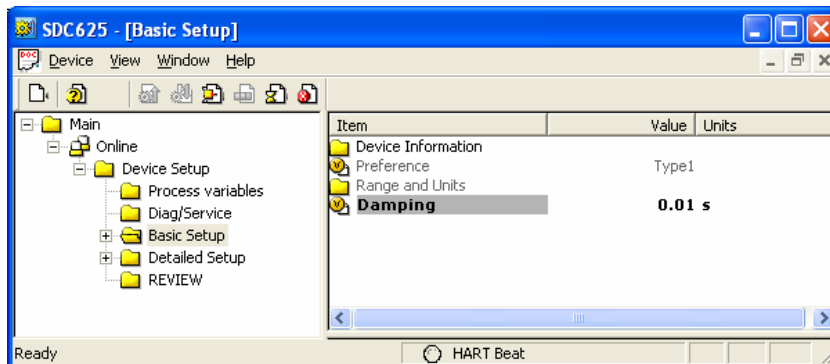 SDC625 - [Basic Setup]
Device View Window Help
Main
Online
Device Setup
Process variables
Diag/Service
Basic Setup
Detailed Setup
REVIEW
Item Value Units
Device Information
Preference Type1
Range and Units
Damping 0.01 s
Ready HART Beat